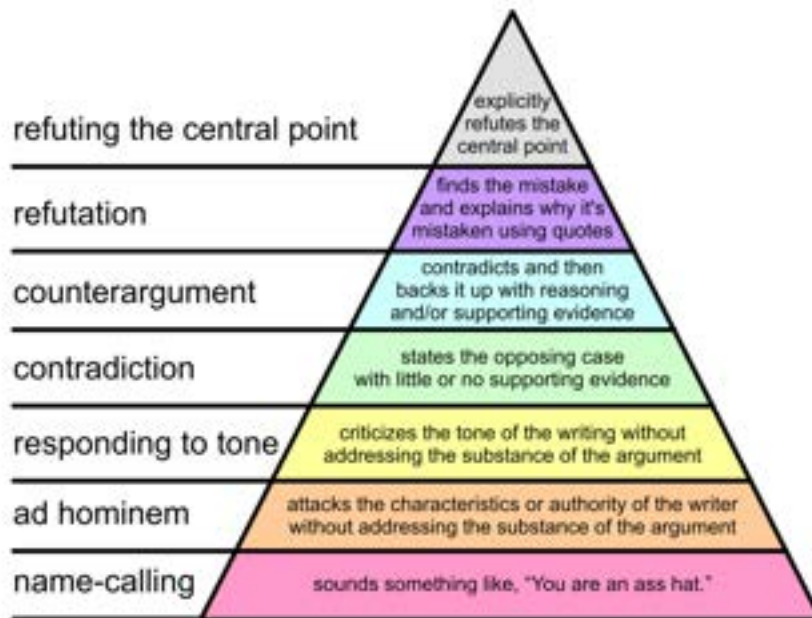 refuting the central point
explicitly
refutes the
central point
refutation
finds the mistake
and explains why it's
mistaken using quotes
counterargument
contradicts and then
backs it up with reasoning
and/or supporting evidence
contradiction
states the opposing case
with little or no supporting evidence
responding to tone
criticizes the tone of the writing without
addressing the substance of the argument
ad hominem
attacks the characteristics or authority of the writer
without addressing the substance of the argument
name-calling
sounds something like, “You are an ass hat.”